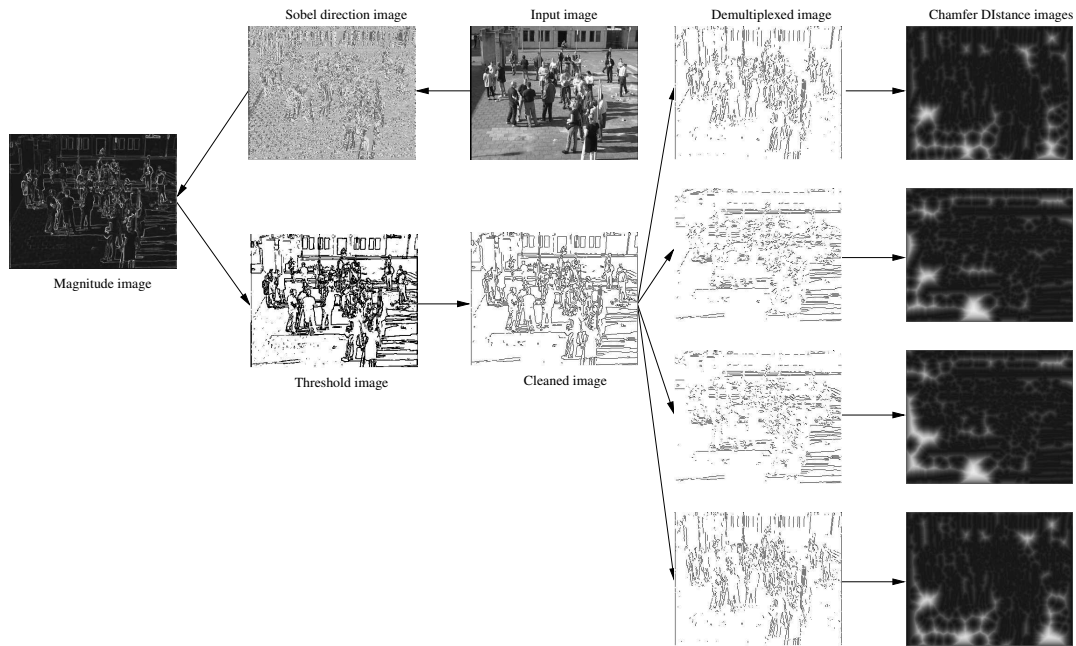 Sobel direction image
Input image
Demultiplexed image
Chamfer DIstance images
Magnitude image
Threshold image
Cleaned image